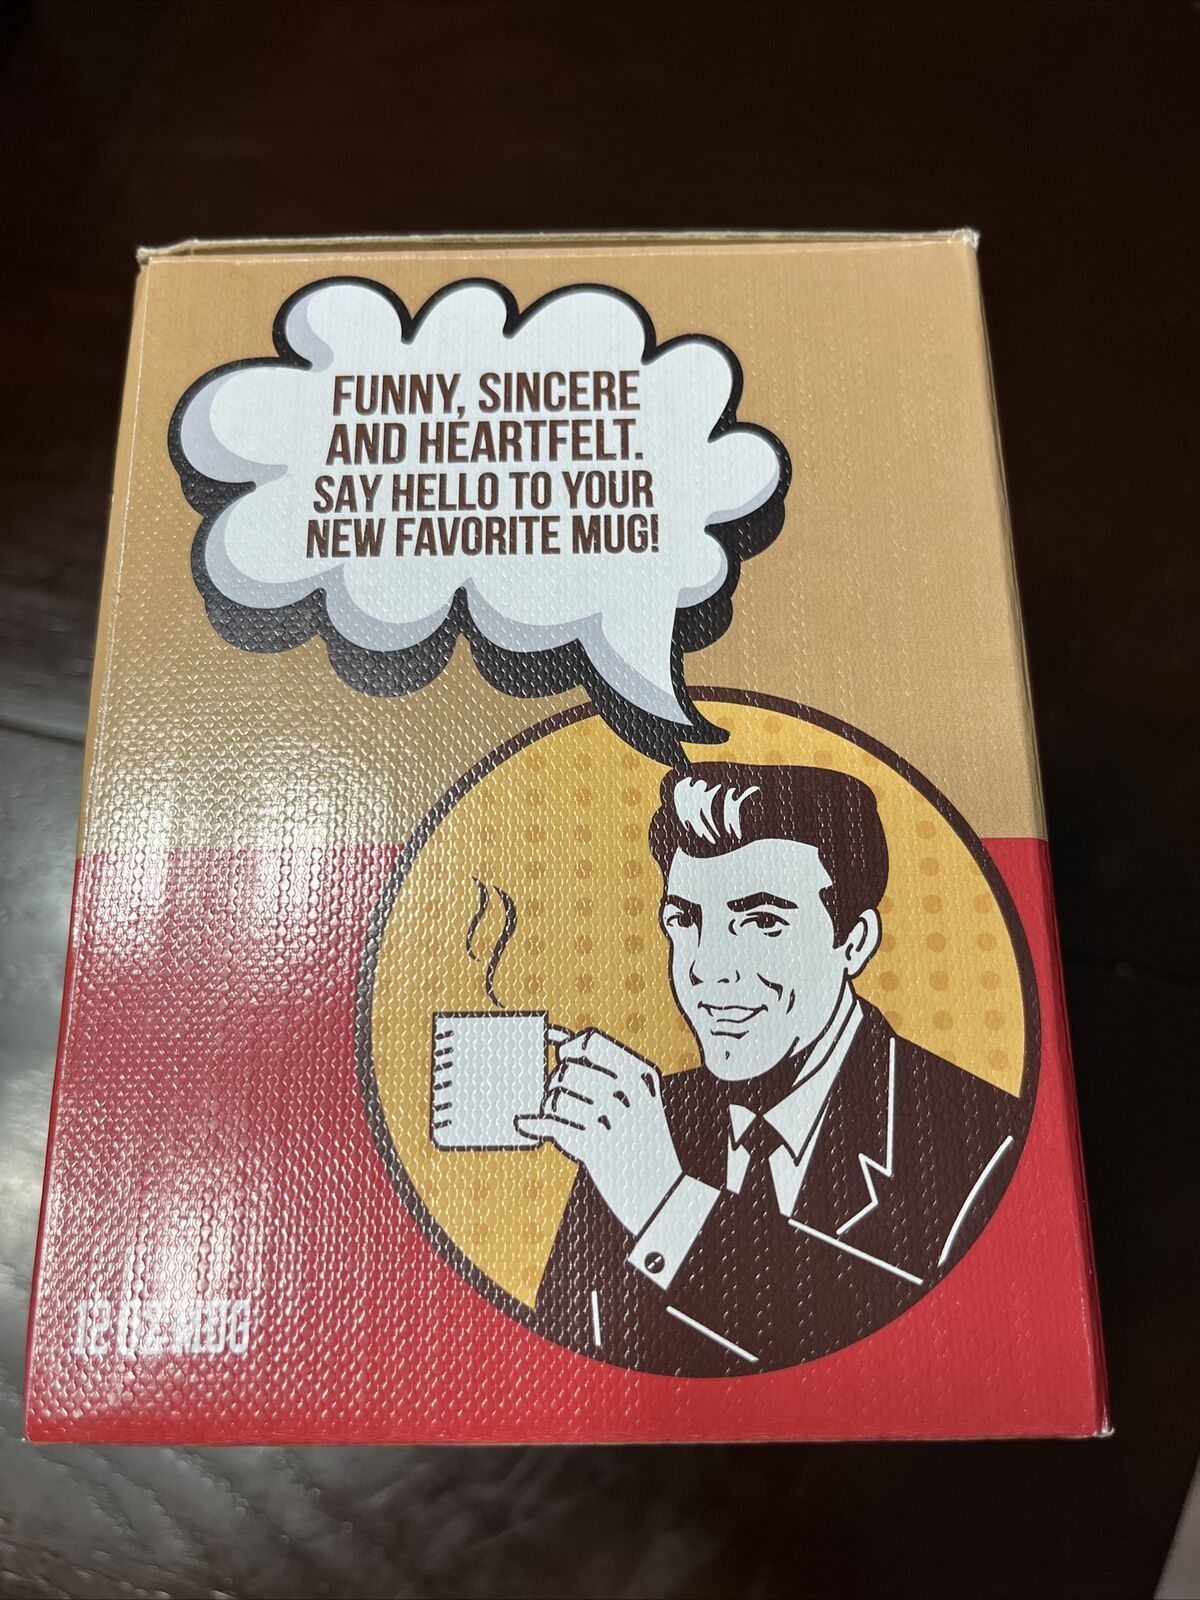 FUNNY, SINCERE
AND HEARTFELT.
SAY HELLO TO YOUR
NEW FAVORITE MUG!
12 OZ MUG